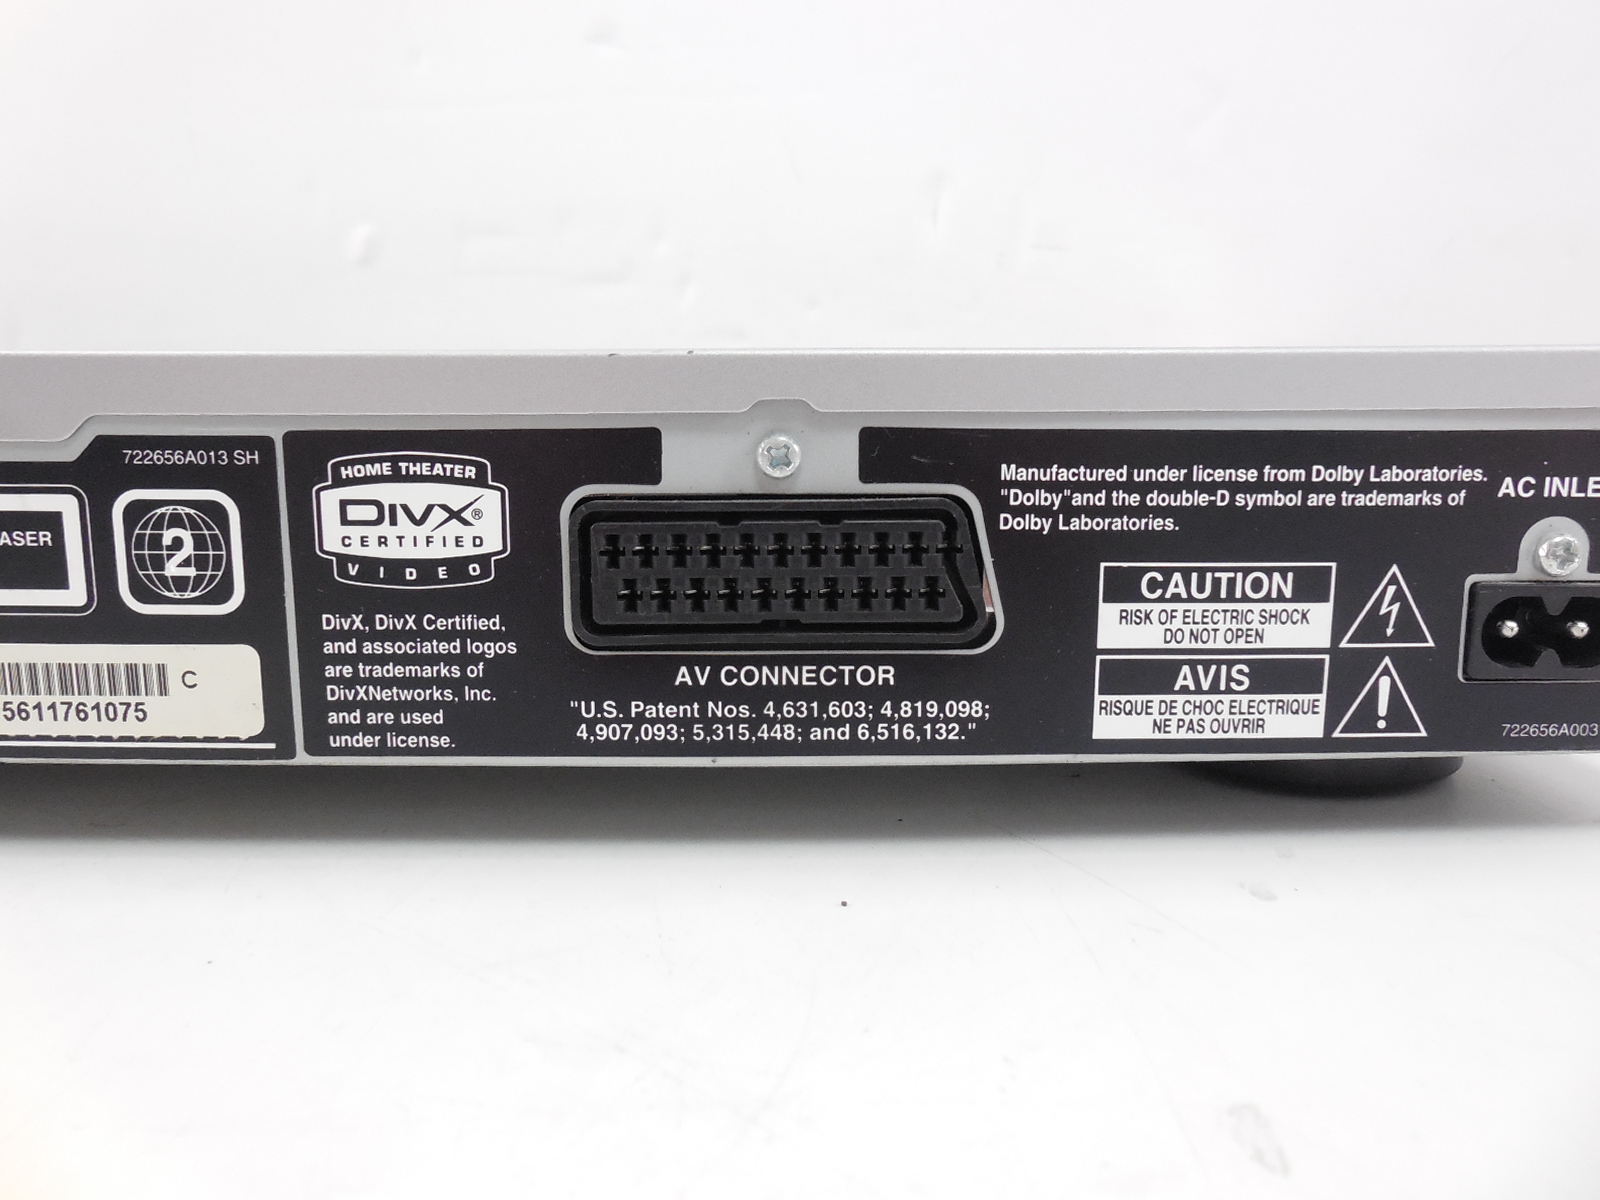 722656A013 SH
ASER
2
C
5611761075
HOME THEATER
DivX®
CERTIFIED
VIDEO
DivX, DivX Certified,
and associated logos
are trademarks of
DivXNetworks, Inc.
and are used
under license.
AV CONNECTOR
"U.S. Patent Nos. 4,631,603; 4,819,098;
4,907,093; 5,315,448; and 6,516,132."
Manufactured under license from Dolby Laboratories.
"Dolby"and the double-D symbol are trademarks of
Dolby Laboratories.
CAUTION
RISK OF ELECTRIC SHOCK
DO NOT OPEN
AVIS
RISQUE DE CHOC ELECTRIQUE
NE PAS OUVRIR
!
AC INLE
722656A003